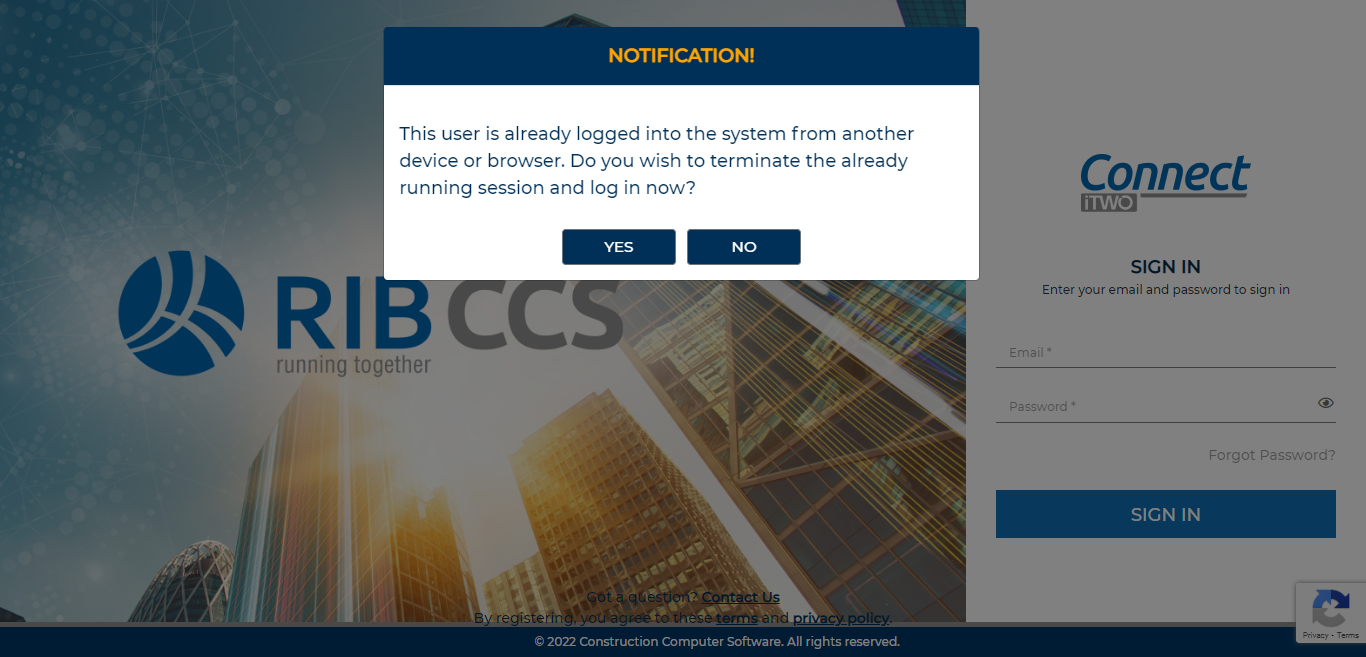 NOTIFICATION!
This user is already logged into the system from another
device or browser. Do you wish to terminate the already
running session and log in now?
YES NO
RIB CCS
running together
Connect
iTWO
SIGN IN
Enter your email and password to sign in
Email *
Password *
Forgot Password?
SIGN IN
Got a question? Contact Us
By registering, you agree to these terms and privacy policy.
© 2022 Construction Computer Software. All rights reserved.
Privacy - Terms